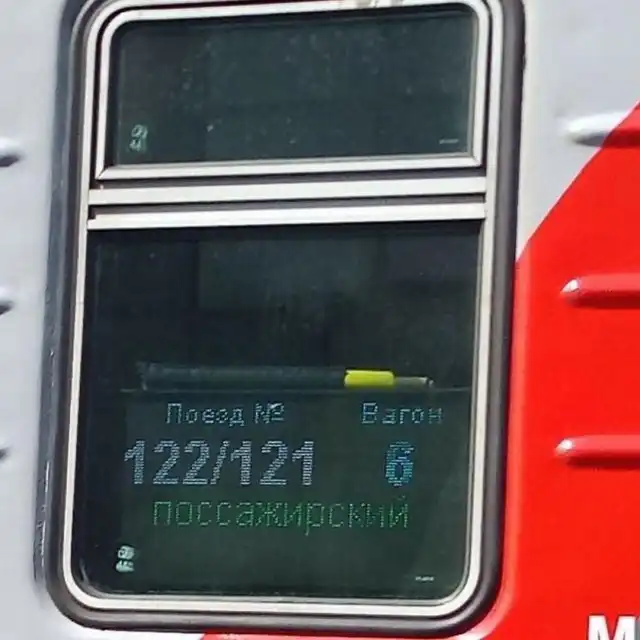 Поезд № Вагон
122/121 6
поссажирский
М